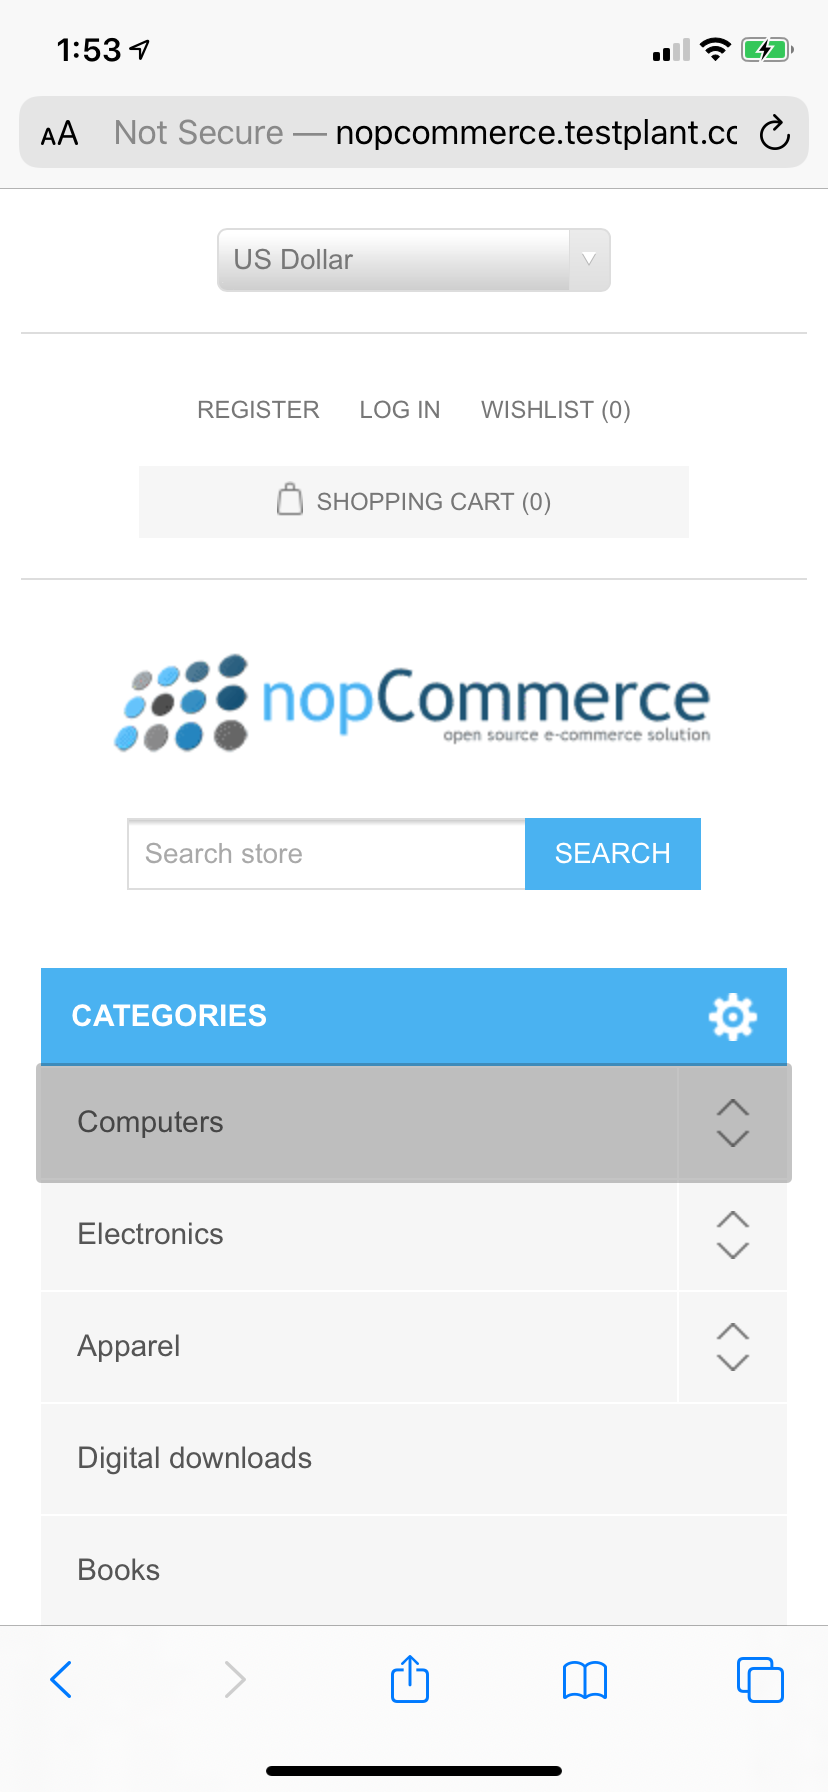 1:53
AA Not Secure — nopcommerce.testplant.cc
US Dollar
REGISTER LOG IN WISHLIST (0)
SHOPPING CART (0)
nopCommerce
open source e-commerce solution
Search store SEARCH
CATEGORIES
Computers
Electronics
Apparel
Digital downloads
Books